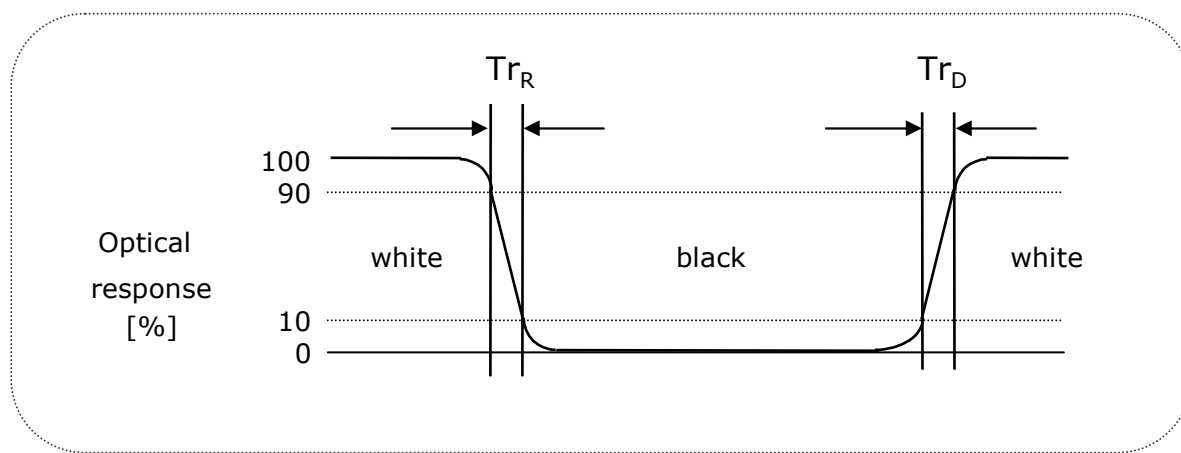 Tr_R
Tr_D
100
90
Optical
response
[%]
white
black
white
10
0